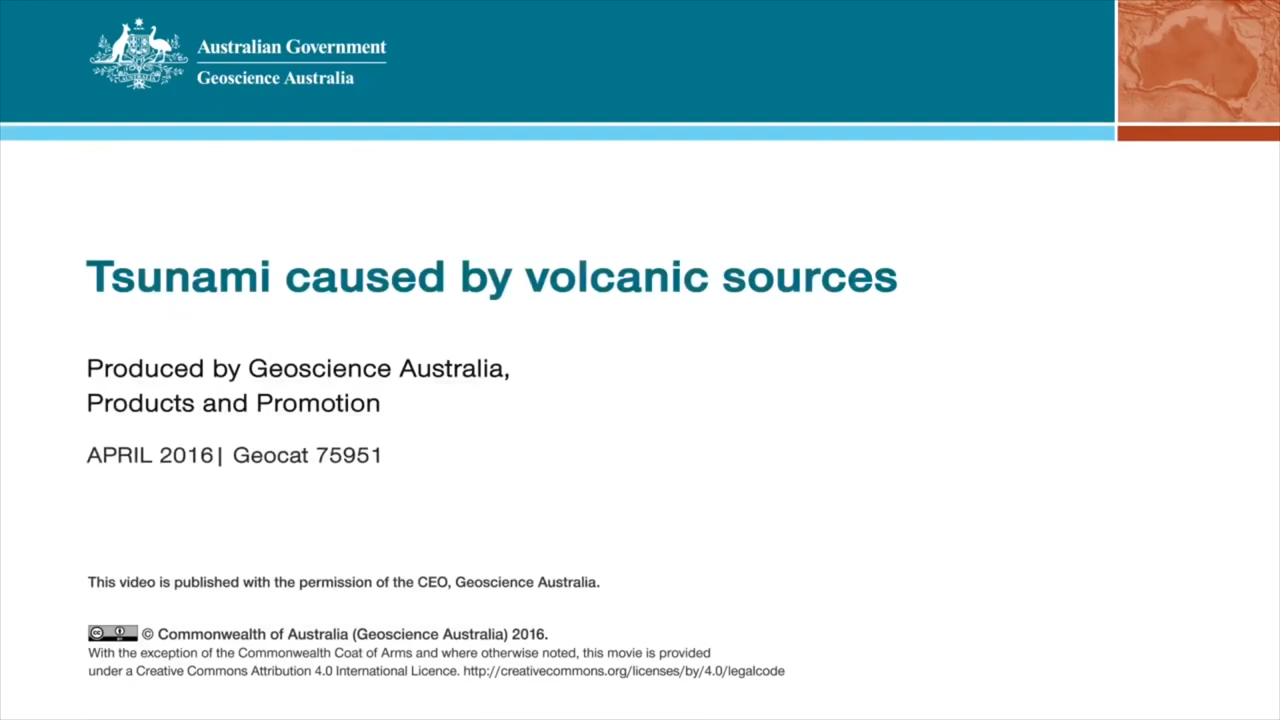 Australian Government
Geoscience Australia
Tsunami caused by volcanic sources
Produced by Geoscience Australia,
Products and Promotion
APRIL 2016| Geocat 75951
This video is published with the permission of the CEO, Geoscience Australia.
cc BY © Commonwealth of Australia (Geoscience Australia) 2016.
With the exception of the Commonwealth Coat of Arms and where otherwise noted, this movie is provided
under a Creative Commons Attribution 4.0 International Licence. http://creativecommons.org/licenses/by/4.0/legalcode